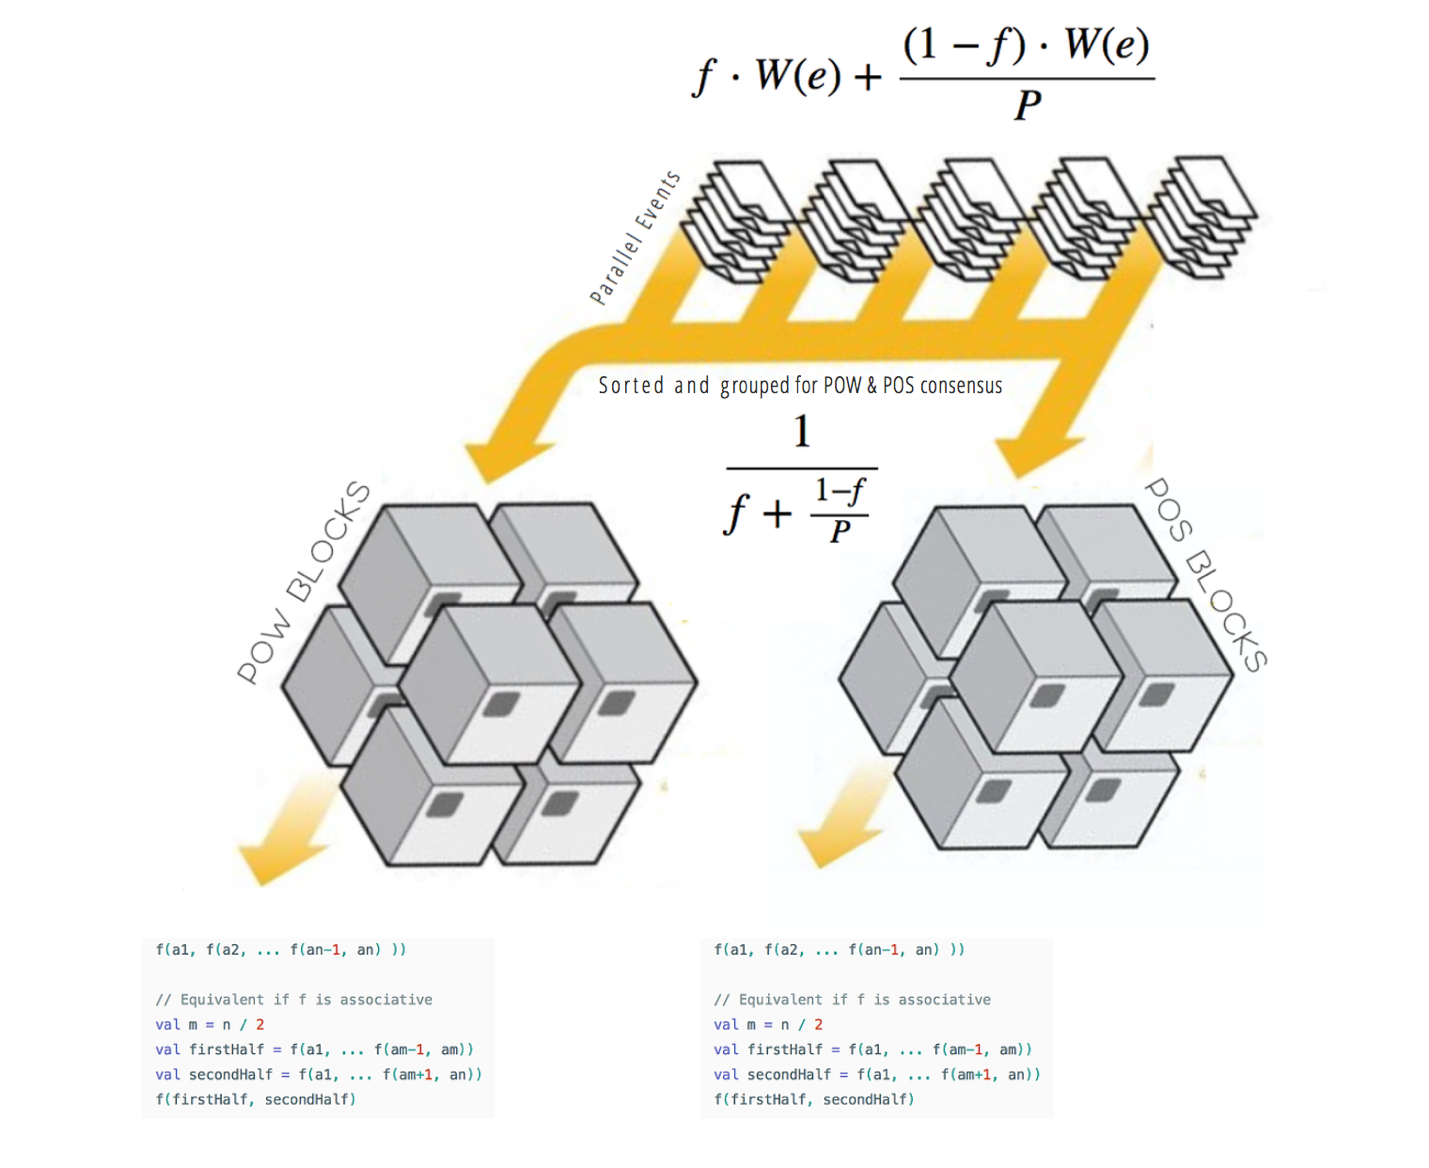 f · W(e) + (1 − f) · W(e)
P
Parallel Events
Sorted and grouped for POW & POS consensus
1
f + 1−f
P
POW BLOCKS
POS BLOCKS
f(a1, f(a2, ... f(an-1, an) ))
// Equivalent if f is associative
val m = n / 2
val firstHalf = f(a1, ... f(am-1, am))
val secondHalf = f(a1, ... f(am+1, an))
f(firstHalf, secondHalf)
f(a1, f(a2, ... f(an-1, an) ))
// Equivalent if f is associative
val m = n / 2
val firstHalf = f(a1, ... f(am-1, am))
val secondHalf = f(a1, ... f(am+1, an))
f(firstHalf, secondHalf)